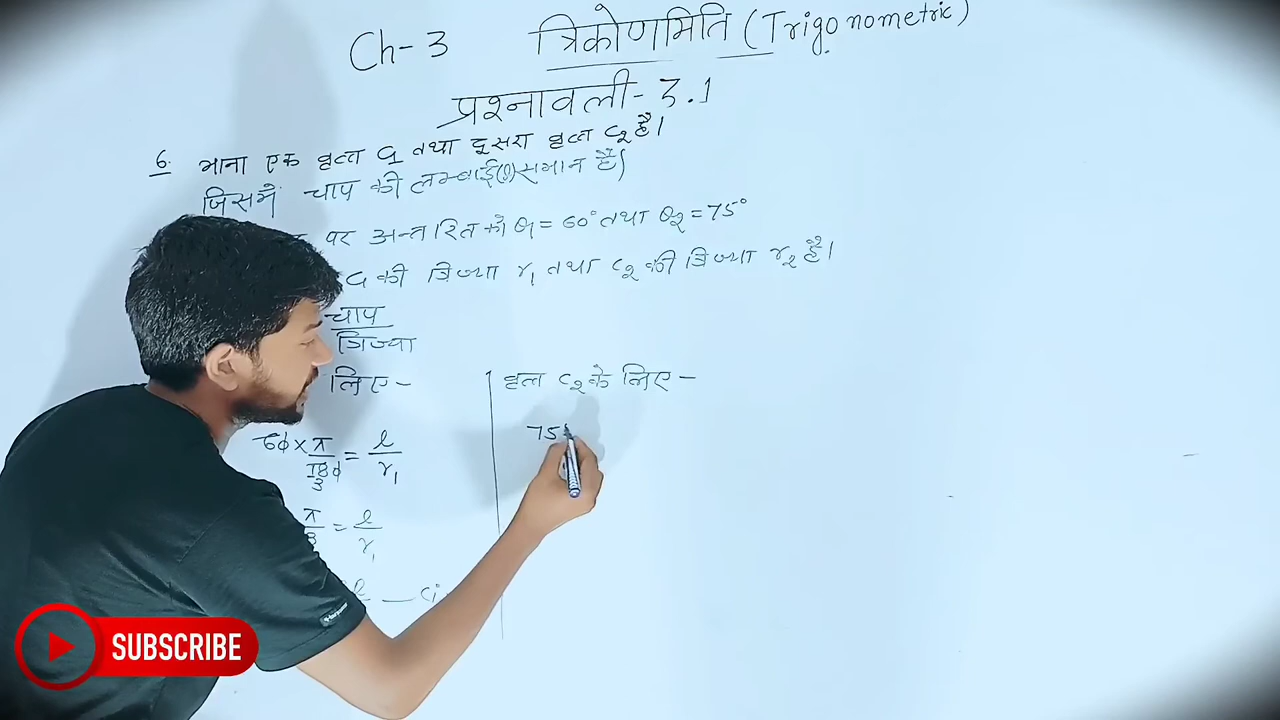 Ch-3 त्रिकोणमिति (Trigonometric)
प्रश्नावली-3.1
6. माना एक वृत्त C1 तथा दूसरा वृत्त C2 है।
जिसमें चाप की लम्बाई(l)समान है।
पर अन्तरित को θ1 = 60° तथा θ2 = 75°
C1 की त्रिज्या r1 तथा C2 की त्रिज्या r2 है।
चाप
त्रिज्या
लिए-
वृत्त C2 के लिए -
60 × π/180 = l/r1
3
75
π/3 = l/r1
SUBSCRIBE